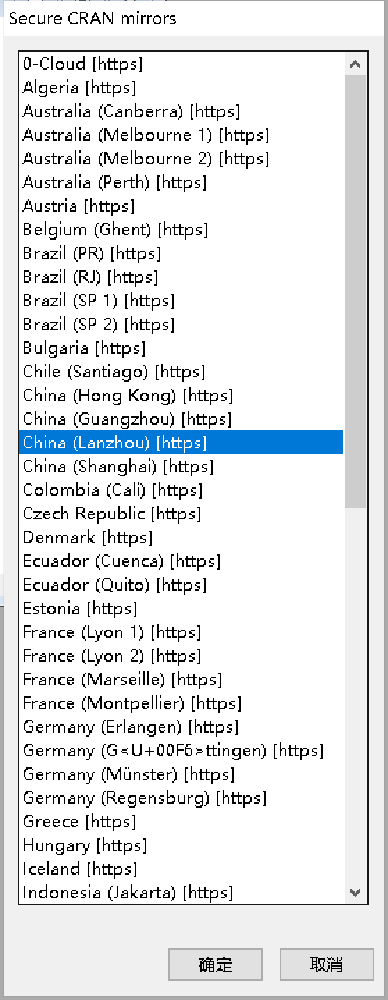 Secure CRAN mirrors
0-Cloud [https]
Algeria [https]
Australia (Canberra) [https]
Australia (Melbourne 1) [https]
Australia (Melbourne 2) [https]
Australia (Perth) [https]
Austria [https]
Belgium (Ghent) [https]
Brazil (PR) [https]
Brazil (RJ) [https]
Brazil (SP 1) [https]
Brazil (SP 2) [https]
Bulgaria [https]
Chile (Santiago) [https]
China (Hong Kong) [https]
China (Guangzhou) [https]
China (Lanzhou) [https]
China (Shanghai) [https]
Colombia (Cali) [https]
Czech Republic [https]
Denmark [https]
Ecuador (Cuenca) [https]
Ecuador (Quito) [https]
Estonia [https]
France (Lyon 1) [https]
France (Lyon 2) [https]
France (Marseille) [https]
France (Montpellier) [https]
Germany (Erlangen) [https]
Germany (G<U+00F6>ttingen) [https]
Germany (Münster) [https]
Germany (Regensburg) [https]
Greece [https]
Hungary [https]
Iceland [https]
Indonesia (Jakarta) [https]
确定 取消